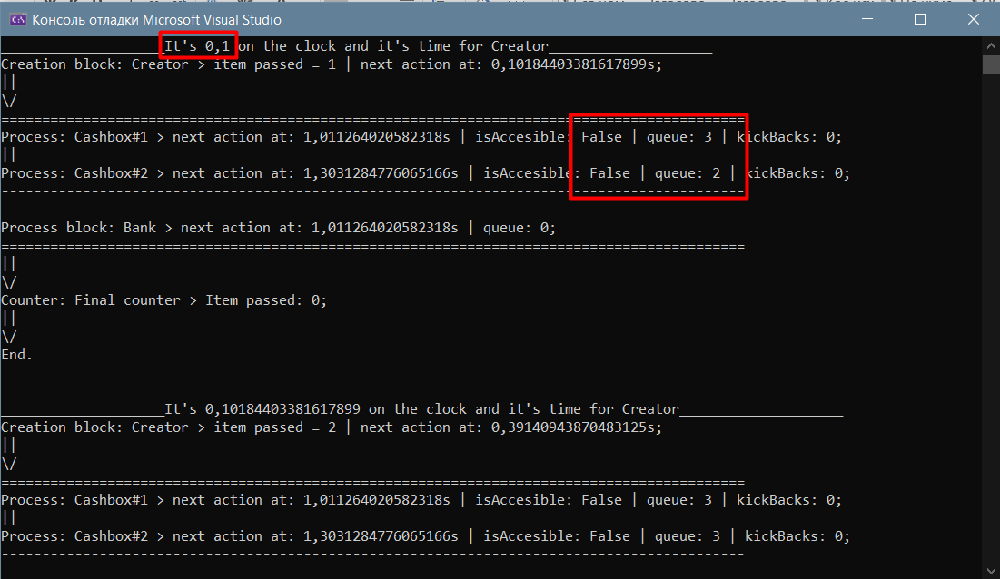 Консоль отладки Microsoft Visual Studio
____________________It's 0,1 on the clock and it's time for Creator____________________
Creation block: Creator > item passed = 1 | next action at: 0,10184403381617899s;
||
\/
===========================================================================================
Process: Cashbox#1 > next action at: 1,011264020582318s | isAccesible: False | queue: 3 | kickBacks: 0;
||
Process: Cashbox#2 > next action at: 1,3031284776065166s | isAccesible: False | queue: 2 | kickBacks: 0;
-------------------------------------------------------------------------------------------
Process block: Bank > next action at: 1,011264020582318s | queue: 0;
===========================================================================================
||
\/
Counter: Final counter > Item passed: 0;
||
\/
End.
____________________It's 0,10184403381617899 on the clock and it's time for Creator____________________
Creation block: Creator > item passed = 2 | next action at: 0,39140943870483125s;
||
\/
===========================================================================================
Process: Cashbox#1 > next action at: 1,011264020582318s | isAccesible: False | queue: 3 | kickBacks: 0;
||
Process: Cashbox#2 > next action at: 1,3031284776065166s | isAccesible: False | queue: 3 | kickBacks: 0;
-------------------------------------------------------------------------------------------